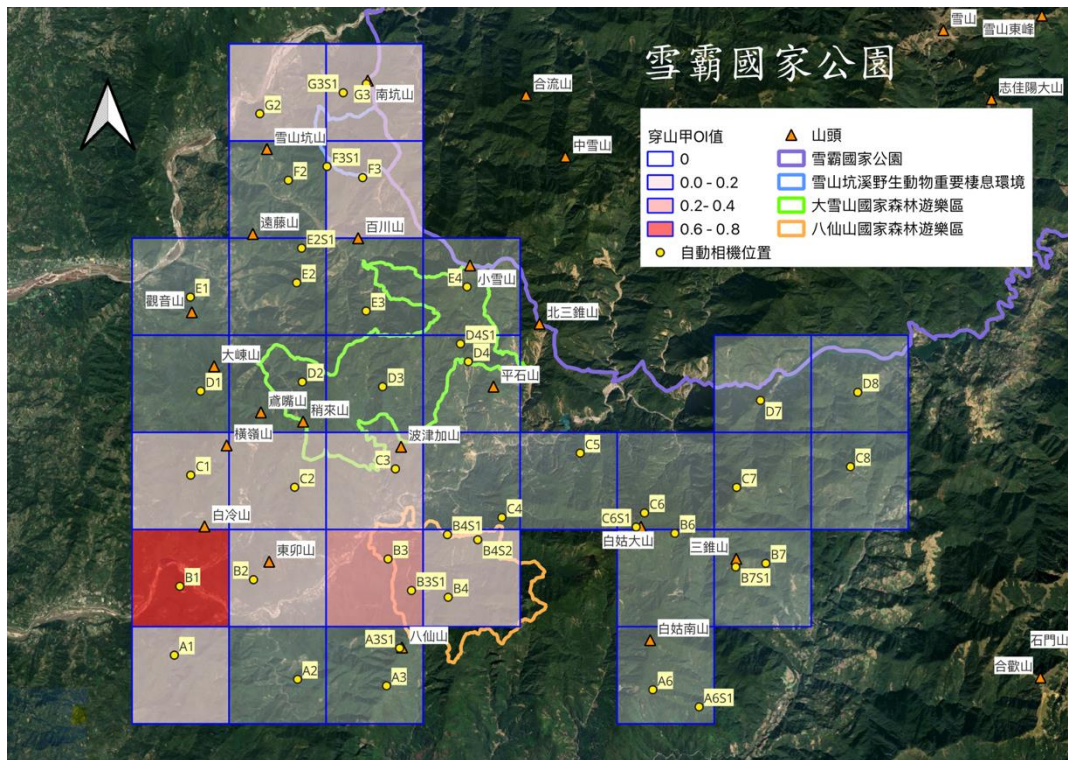 雪霸國家公園
雪山
雪山東峰
合流山
志佳陽大山
中雪山
穿山甲OI值
0
0.0 - 0.2
0.2- 0.4
0.6 - 0.8
自動相機位置
山頭
雪霸國家公園
雪山坑溪野生動物重要棲息環境
大雪山國家森林遊樂區
八仙山國家森林遊樂區
G3S1
G3
南坑山
G2
雪山坑山
F3S1
F2
F3
遠藤山
百川山
E2S1
E1
E2
E3
E4
小雪山
觀音山
北三錐山
D4S1
大崠山
D1
D2
D3
D4
平石山
D7
D8
鳶嘴山
稍來山
橫嶺山
波津加山
C1
C2
C3
C5
C7
C8
白冷山
C4
C6
C6S1
白姑大山
B6
B4S1
B4S2
東卯山
B1
B2
B3
B3S1
B4
三錐山
B7
B7S1
A1
A2
A3S1
八仙山
A3
白姑南山
A6
A6S1
石門山
合歡山